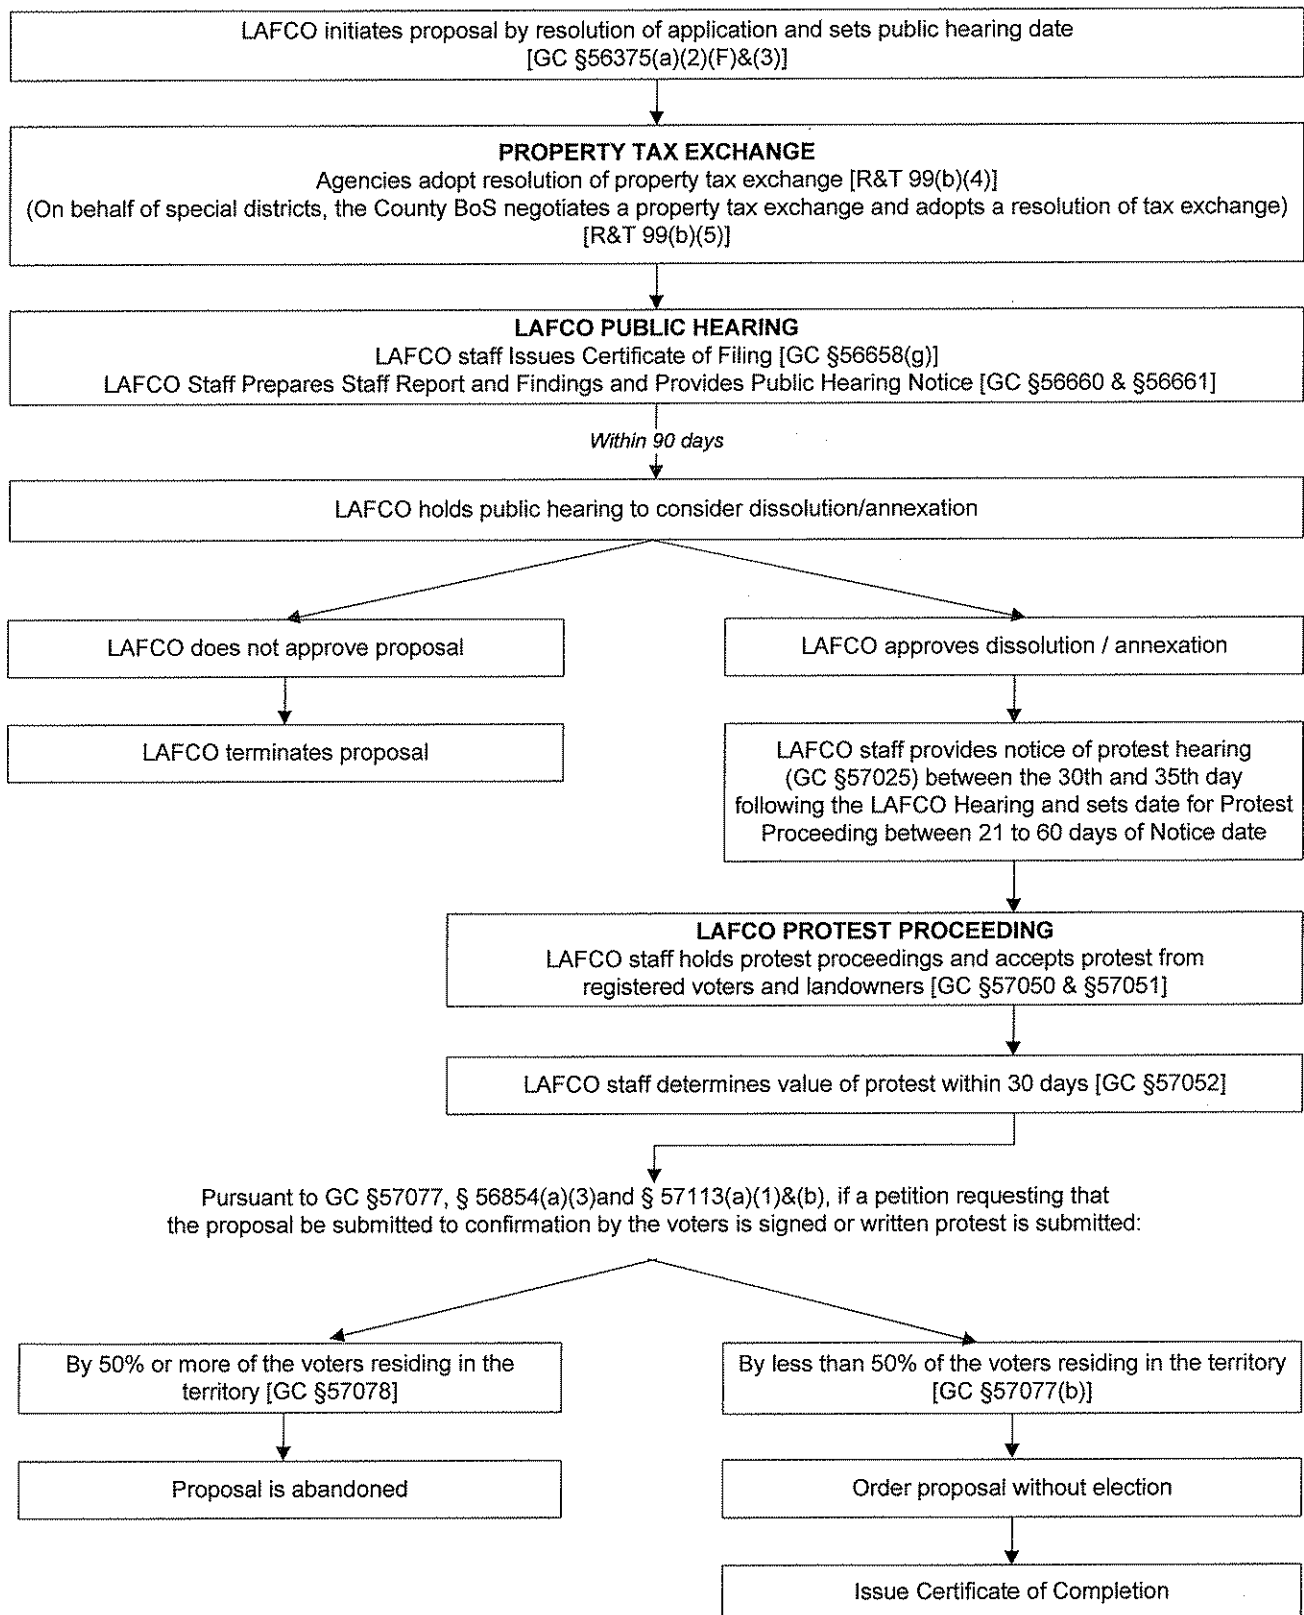 LAFCO initiates proposal by resolution of application and sets public hearing date
[GC §56375(a)(2)(F)&(3)]
PROPERTY TAX EXCHANGE
Agencies adopt resolution of property tax exchange [R&T 99(b)(4)]
(On behalf of special districts, the County BoS negotiates a property tax exchange and adopts a resolution of tax exchange)
[R&T 99(b)(5)]
LAFCO PUBLIC HEARING
LAFCO staff Issues Certificate of Filing [GC §56658(g)]
LAFCO Staff Prepares Staff Report and Findings and Provides Public Hearing Notice [GC §56660 & §56661]
Within 90 days
LAFCO holds public hearing to consider dissolution/annexation
LAFCO does not approve proposal
LAFCO terminates proposal
LAFCO approves dissolution / annexation
LAFCO staff provides notice of protest hearing
(GC §57025) between the 30th and 35th day
following the LAFCO Hearing and sets date for Protest
Proceeding between 21 to 60 days of Notice date
LAFCO PROTEST PROCEEDING
LAFCO staff holds protest proceedings and accepts protest from
registered voters and landowners [GC §57050 & §57051]
LAFCO staff determines value of protest within 30 days [GC §57052]
Pursuant to GC §57077, § 56854(a)(3)and § 57113(a)(1)&(b), if a petition requesting that
the proposal be submitted to confirmation by the voters is signed or written protest is submitted:
By 50% or more of the voters residing in the
territory [GC §57078]
Proposal is abandoned
By less than 50% of the voters residing in the territory
[GC §57077(b)]
Order proposal without election
Issue Certificate of Completion